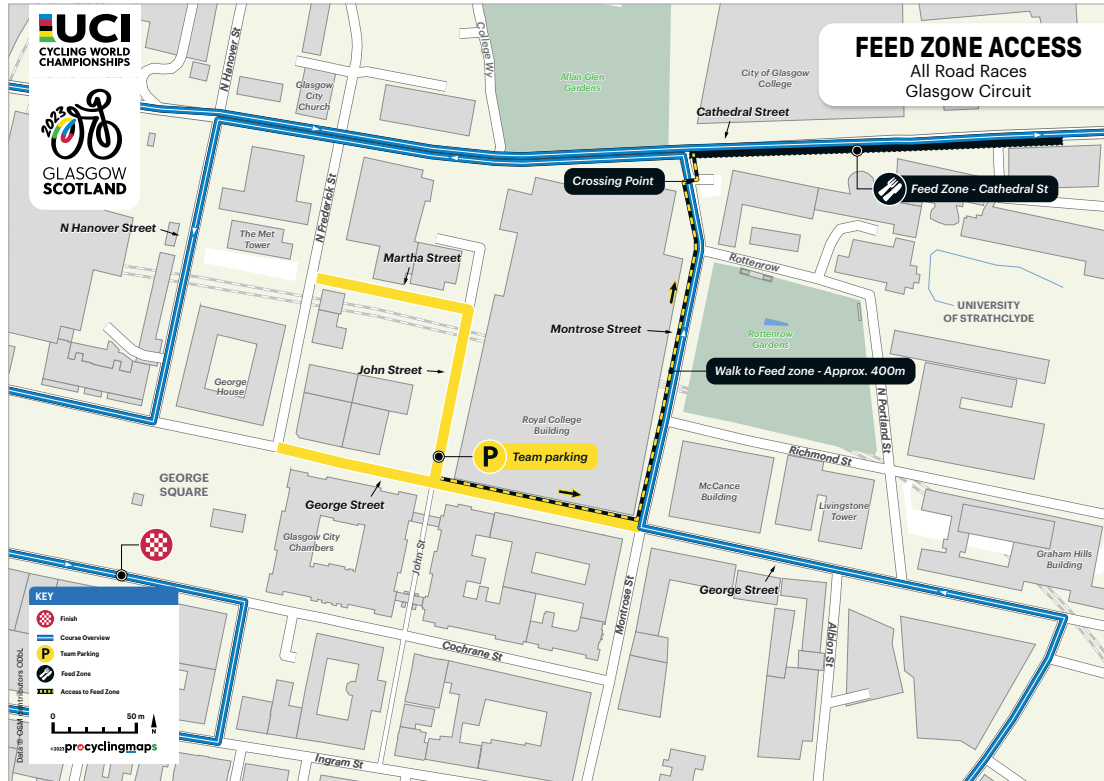 UCI
CYCLING WORLD
CHAMPIONSHIPS
2023
GLASGOW
SCOTLAND
FEED ZONE ACCESS
All Road Races
Glasgow Circuit
N Hanover St
College Wy
Glasgow
City
Church
Allan Glen
Gardens
City of Glasgow
College
Cathedral Street
Crossing Point
Feed Zone - Cathedral St
N Hanover Street
The Met
Tower
N Frederick St
Martha Street
Rottenrow
UNIVERSITY
OF STRATHCLYDE
Montrose Street
Rottenrow
Gardens
John Street
Walk to Feed zone - Approx. 400m
George
House
N Portland St
Royal College
Building
P
Team parking
Richmond St
GEORGE
SQUARE
George Street
McCance
Building
Livingstone
Tower
Glasgow City
Chambers
John St
Graham Hills
Building
George Street
Montrose St
Albion St
Cochrane St
Ingram St
KEY
Finish
Course Overview
P
Team Parking
Feed Zone
Access to Feed Zone
0
50 m
N
©2023 procyclingmaps
Data © OSM contributors ODbL